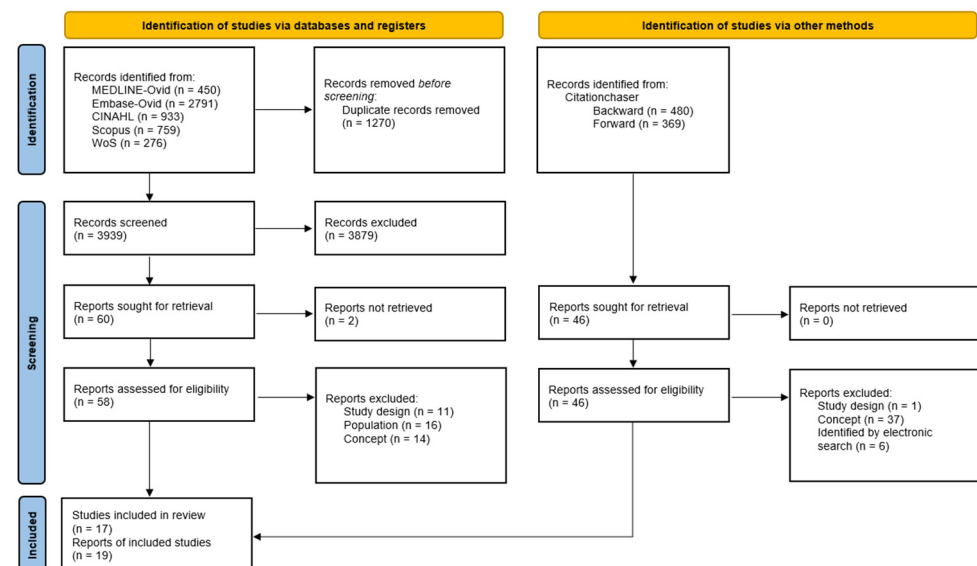 Identification of studies via databases and registers
Identification of studies via other methods
Identification
Records identified from:
MEDLINE-Ovid (n = 450)
Embase-Ovid (n = 2791)
CINAHL (n = 933)
Scopus (n = 759)
WoS (n = 276)
Records removed before
screening:
Duplicate records removed
(n = 1270)
Records identified from:
Citationchaser
Backward (n = 480)
Forward (n = 369)
Screening
Records screened
(n = 3939)
Records excluded
(n = 3879)
Reports sought for retrieval
(n = 60)
Reports not retrieved
(n = 2)
Reports sought for retrieval
(n = 46)
Reports not retrieved
(n = 0)
Reports assessed for eligibility
(n = 58)
Reports excluded:
Study design (n = 11)
Population (n = 16)
Concept (n = 14)
Reports assessed for eligibility
(n = 46)
Reports excluded:
Study design (n = 1)
Concept (n = 37)
Identified by electronic
search (n = 6)
Included
Studies included in review
(n = 17)
Reports of included studies
(n = 19)